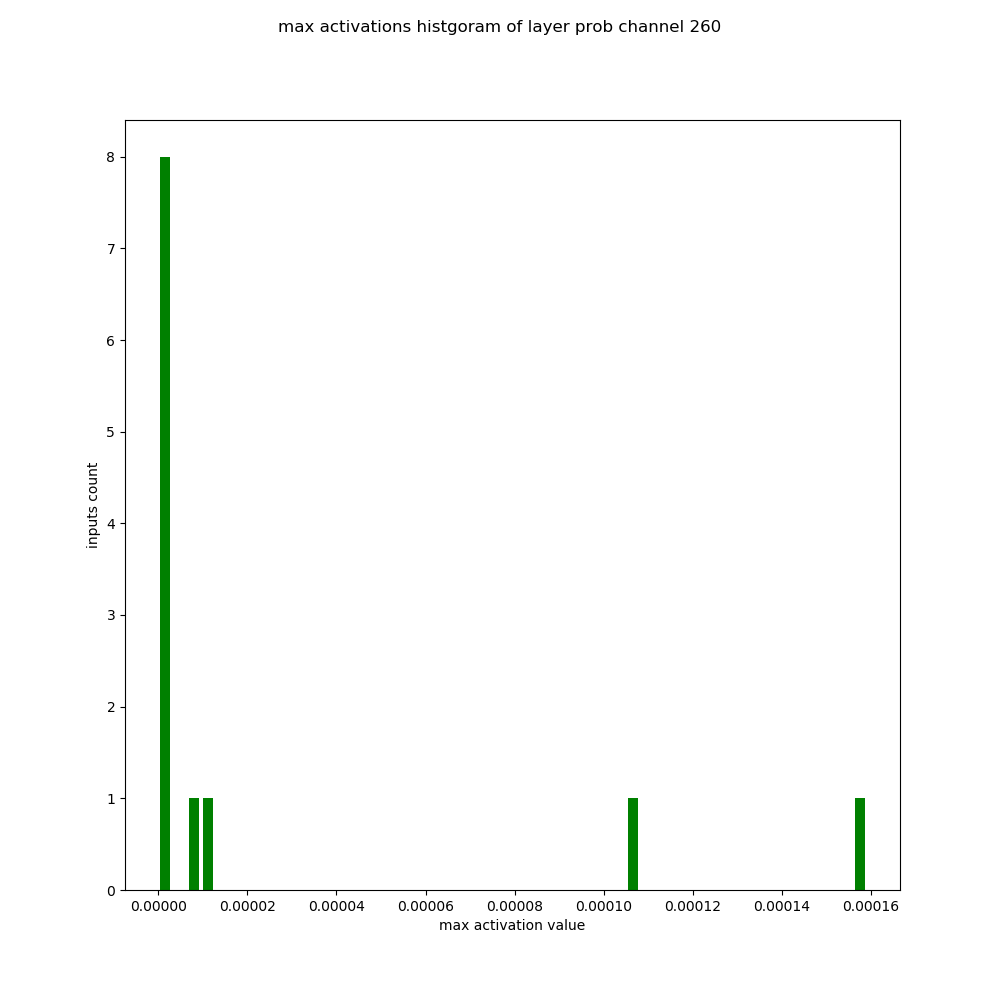 max activations histgoram of layer prob channel 260
8
7
6
5
4
3
2
1
0
inputs count
0.00000 0.00002 0.00004 0.00006 0.00008 0.00010 0.00012 0.00014 0.00016
max activation value